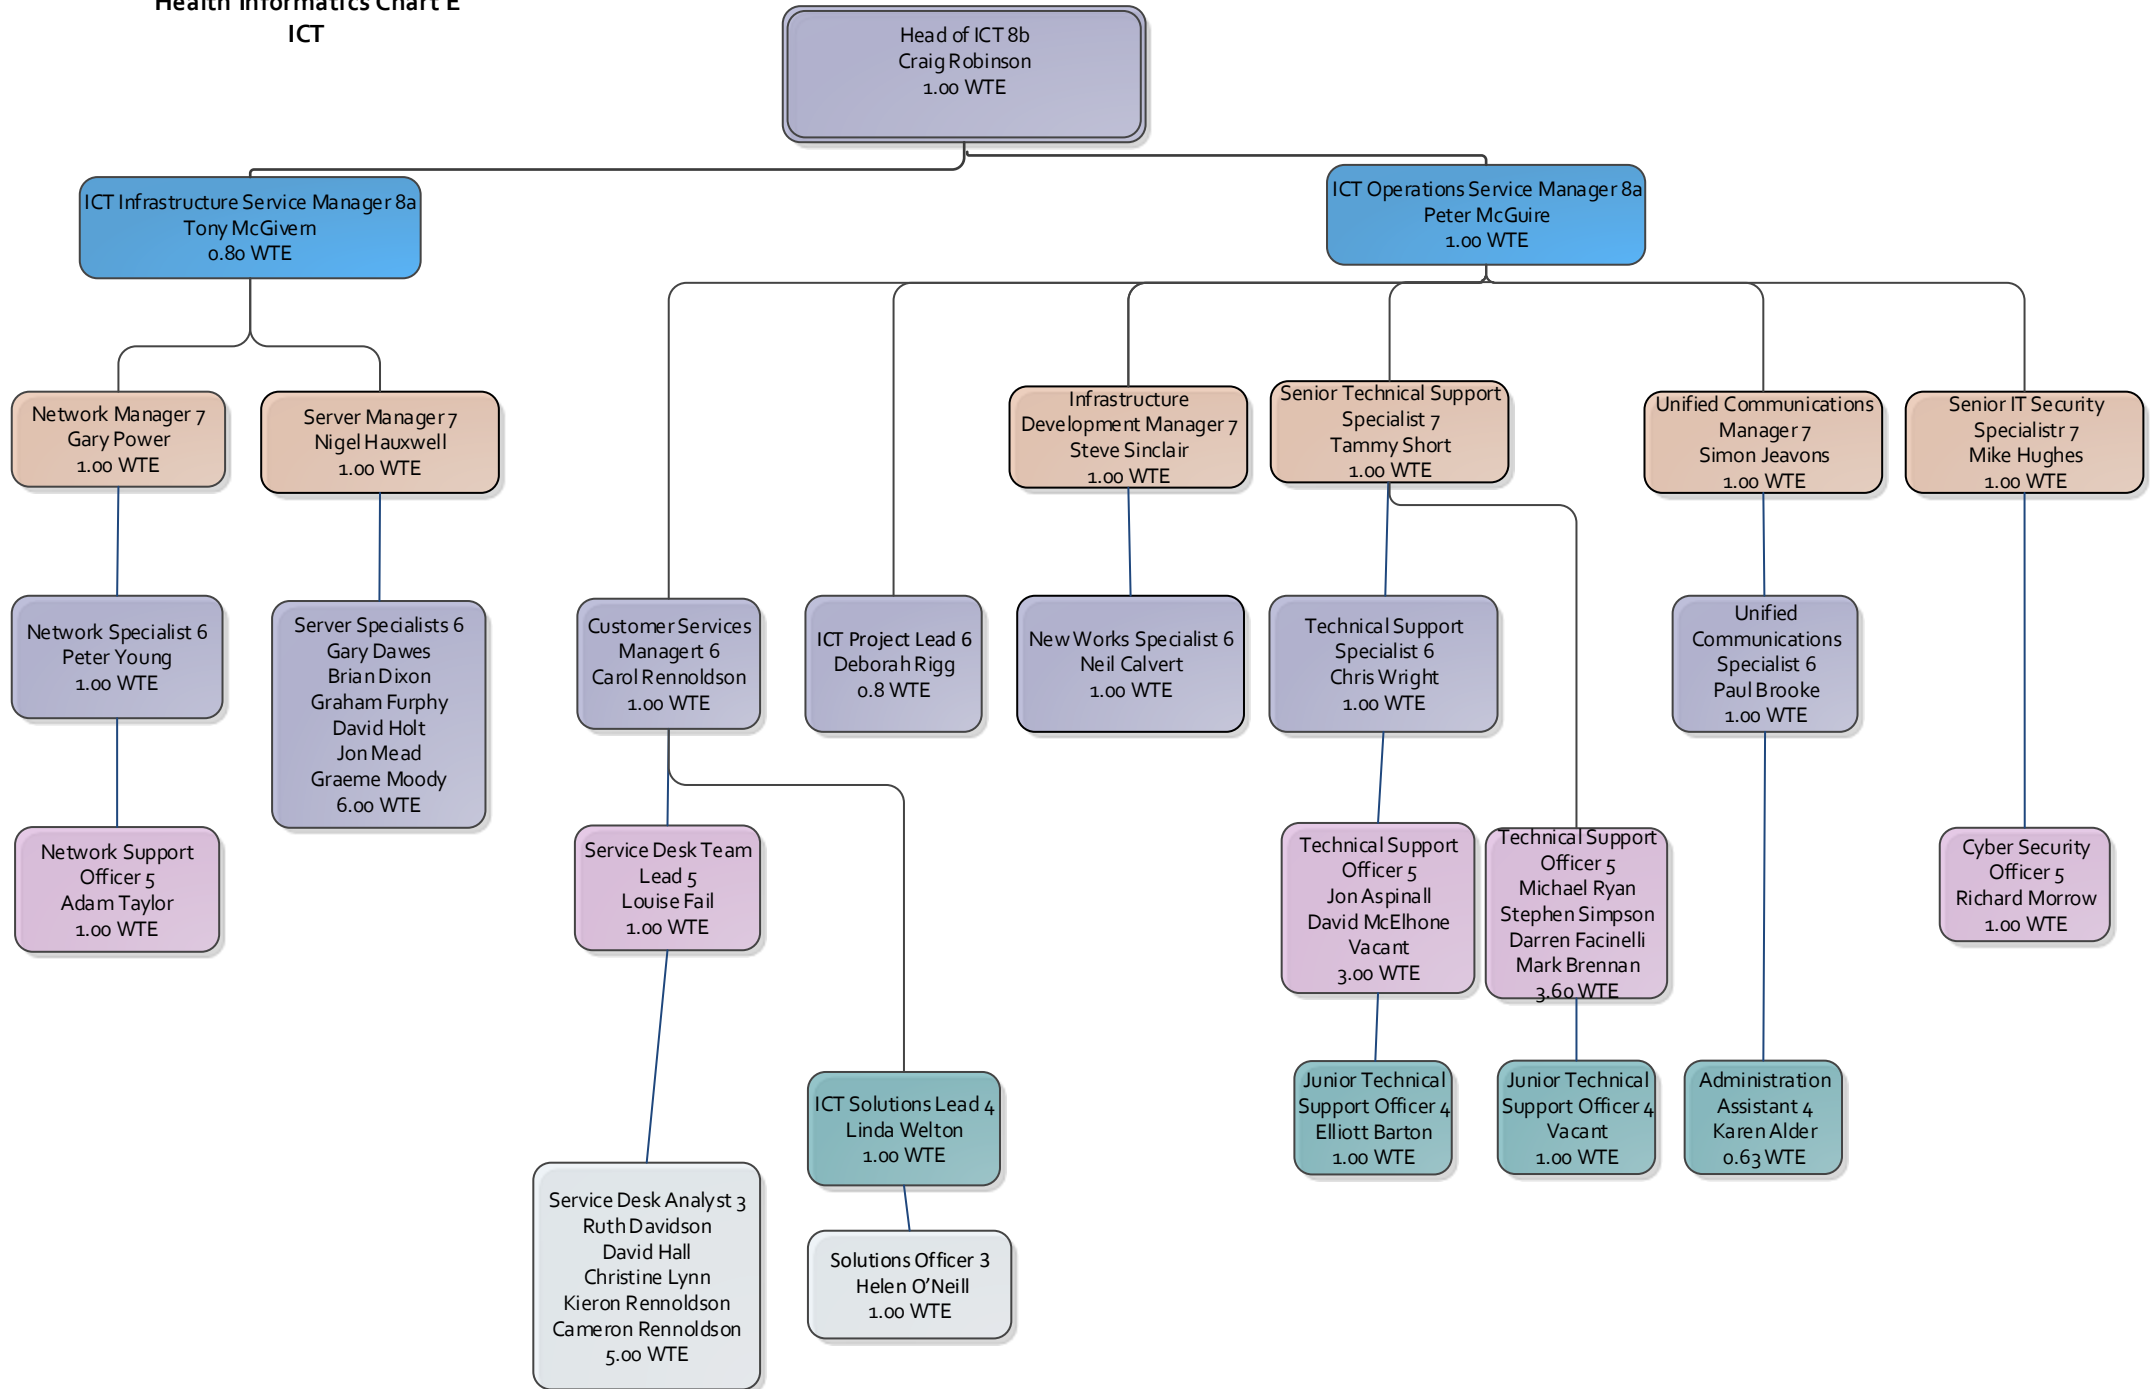 Health Informatics Chart E
ICT
Head of ICT 8b
Craig Robinson
1.00 WTE
ICT Infrastructure Service Manager 8a
Tony McGivern
0.80 WTE
ICT Operations Service Manager 8a
Peter McGuire
1.00 WTE
Network Manager 7
Gary Power
1.00 WTE
Server Manager 7
Nigel Hauxwell
1.00 WTE
Infrastructure
Development Manager 7
Steve Sinclair
1.00 WTE
Senior Technical Support
Specialist 7
Tammy Short
1.00 WTE
Unified Communications
Manager 7
Simon Jeavons
1.00 WTE
Senior IT Security
Specialistr 7
Mike Hughes
1.00 WTE
Network Specialist 6
Peter Young
1.00 WTE
Server Specialists 6
Gary Dawes
Brian Dixon
Graham Furphy
David Holt
Jon Mead
Graeme Moody
6.00 WTE
Customer Services
Managert 6
Carol Rennoldson
1.00 WTE
ICT Project Lead 6
Deborah Rigg
0.8 WTE
New Works Specialist 6
Neil Calvert
1.00 WTE
Technical Support
Specialist 6
Chris Wright
1.00 WTE
Unified
Communications
Specialist 6
Paul Brooke
1.00 WTE
Network Support
Officer 5
Adam Taylor
1.00 WTE
Service Desk Team
Lead 5
Louise Fail
1.00 WTE
Technical Support
Officer 5
Jon Aspinall
David McElhone
Vacant
3.00 WTE
Technical Support
Officer 5
Michael Ryan
Stephen Simpson
Darren Facinelli
Mark Brennan
3.60 WTE
Cyber Security
Officer 5
Richard Morrow
1.00 WTE
ICT Solutions Lead 4
Linda Welton
1.00 WTE
Junior Technical
Support Officer 4
Elliott Barton
1.00 WTE
Junior Technical
Support Officer 4
Vacant
1.00 WTE
Administration
Assistant 4
Karen Alder
0.63 WTE
Service Desk Analyst 3
Ruth Davidson
David Hall
Christine Lynn
Kieron Rennoldson
Cameron Rennoldson
5.00 WTE
Solutions Officer 3
Helen O’Neill
1.00 WTE